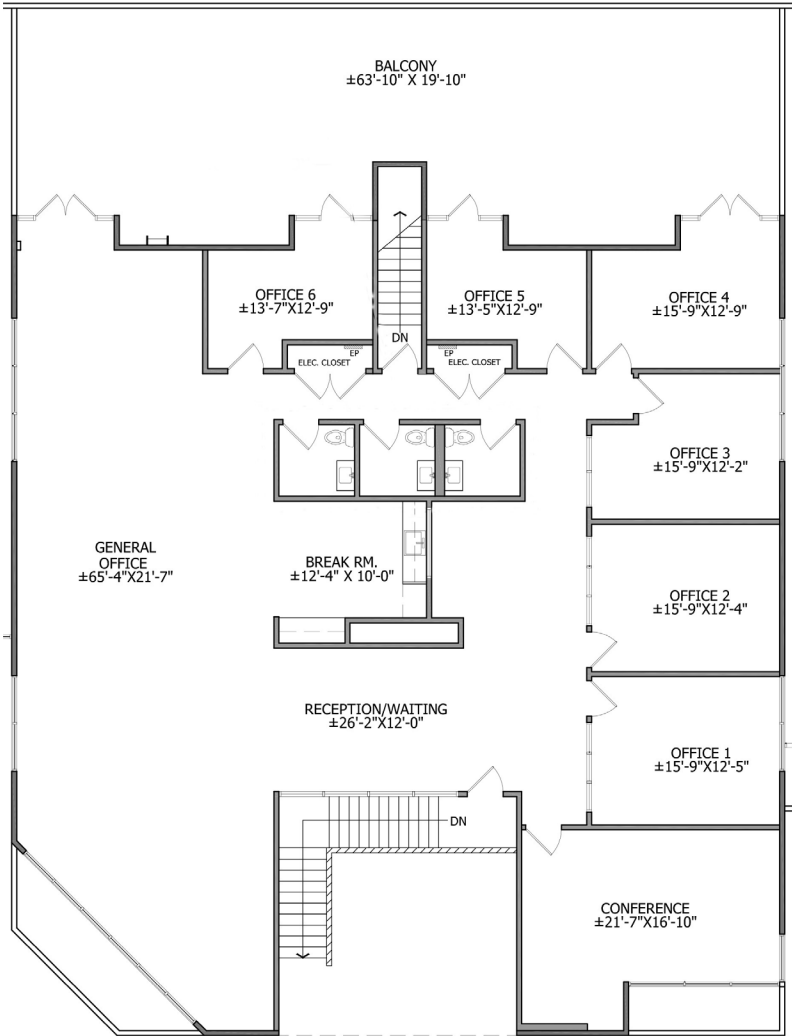 BALCONY
±63'-10" X 19'-10"
OFFICE 6
±13'-7"X12'-9"
OFFICE 5
±13'-5"X12'-9"
OFFICE 4
±15'-9"X12'-9"
DN
EP
ELEC. CLOSET
EP
ELEC. CLOSET
OFFICE 3
±15'-9"X12'-2"
GENERAL
OFFICE
±65'-4"X21'-7"
BREAK RM.
±12'-4" X 10'-0"
OFFICE 2
±15'-9"X12'-4"
RECEPTION/WAITING
±26'-2"X12'-0"
OFFICE 1
±15'-9"X12'-5"
DN
CONFERENCE
±21'-7"X16'-10"